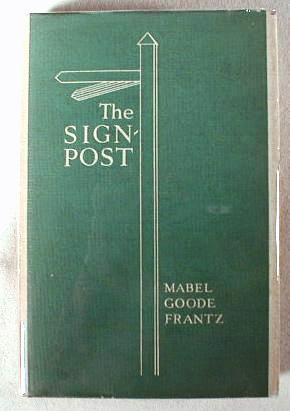 The
SIGN-
POST
MABEL
GOODE
FRANTZ